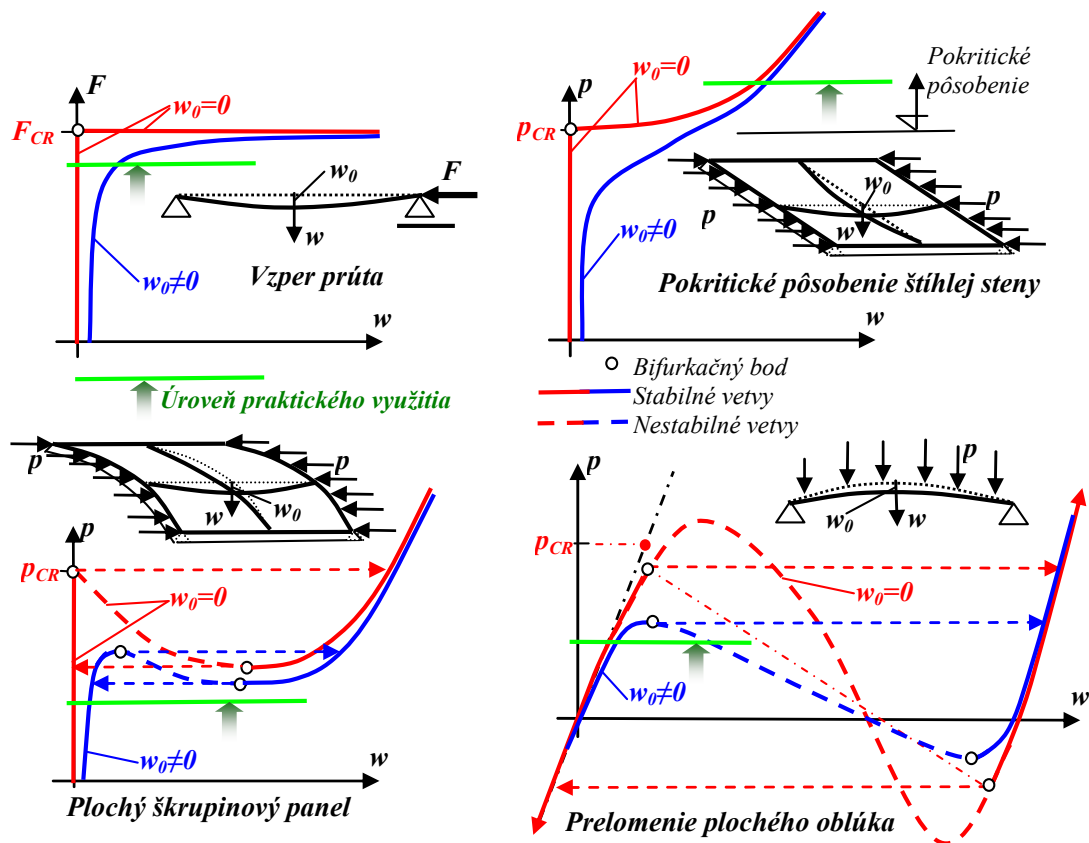 F
w₀=0
F_CR
w₀
F
w
w₀≠0
Vzper prúta
w
p
w₀=0
Pokritické
pôsobenie
p_CR
w₀
p
p
w
w₀≠0
Pokritické pôsobenie štíhlej steny
w
Úroveň praktického využitia
Bifurkačný bod
Stabilné vetvy
Nestabilné vetvy
p
p
w₀
w
p
p_CR
w₀=0
w₀≠0
w
Plochý škrupinový panel
p
p
w₀
w
p_CR
w₀=0
w₀≠0
w
Prelomenie plochého oblúka